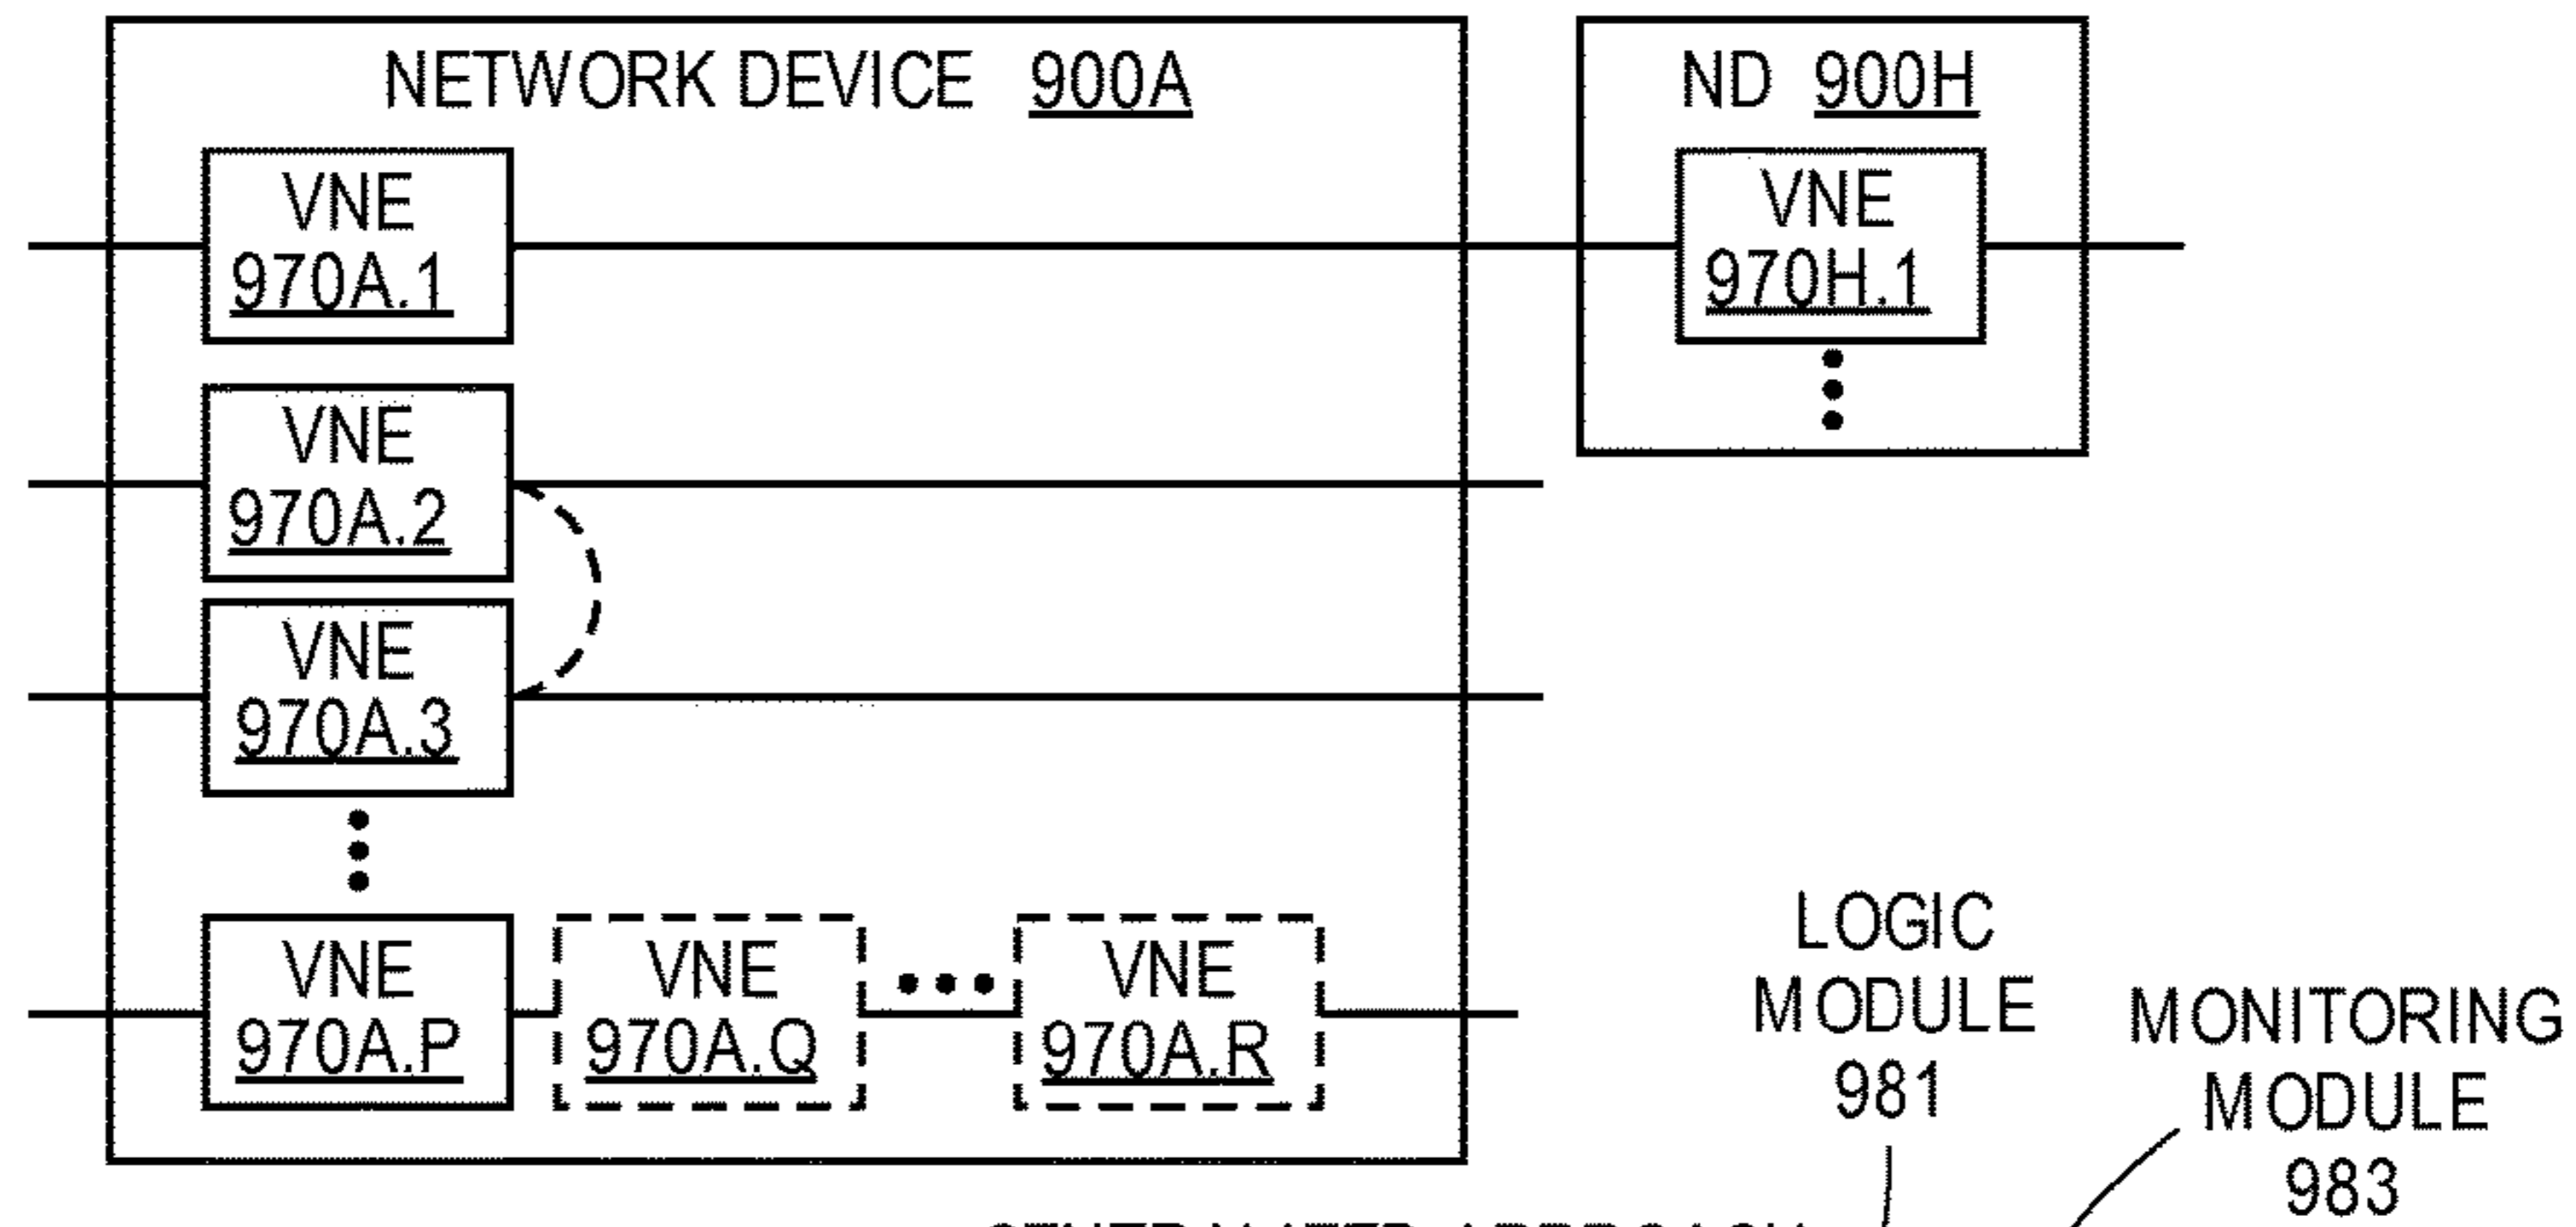 NETWORK DEVICE 900A
ND 900H
VNE
970A.1
VNE
970H.1
VNE
970A.2
VNE
970A.3
VNE
970A.P
VNE
970A.Q
VNE
970A.R
LOGIC
MODULE
981
MONITORING
MODULE
983